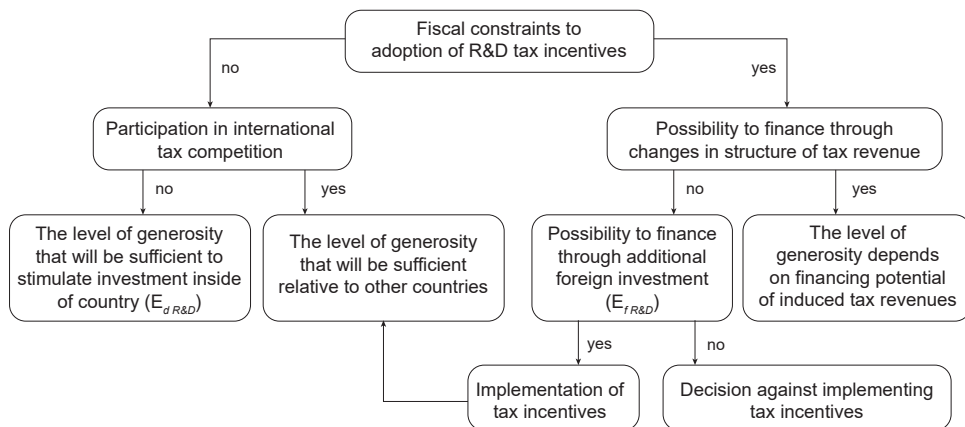 Fiscal constraints to
adoption of R&D tax incentives
no
yes
Participation in international
tax competition
Possibility to finance through
changes in structure of tax revenue
no
yes
no
yes
The level of generosity
that will be sufficient to
stimulate investment inside
of country (E d R&D)
The level of generosity
that will be sufficient
relative to other countries
Possibility to finance
through additional
foreign investment
(E f R&D)
The level of
generosity depends
on financing potential
of induced tax revenues
yes
no
Implementation of
tax incentives
Decision against implementing
tax incentives